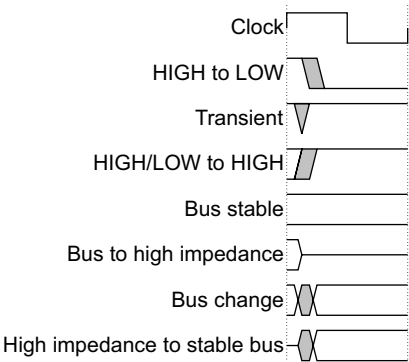 Clock
HIGH to LOW
Transient
HIGH/LOW to HIGH
Bus stable
Bus to high impedance
Bus change
High impedance to stable bus